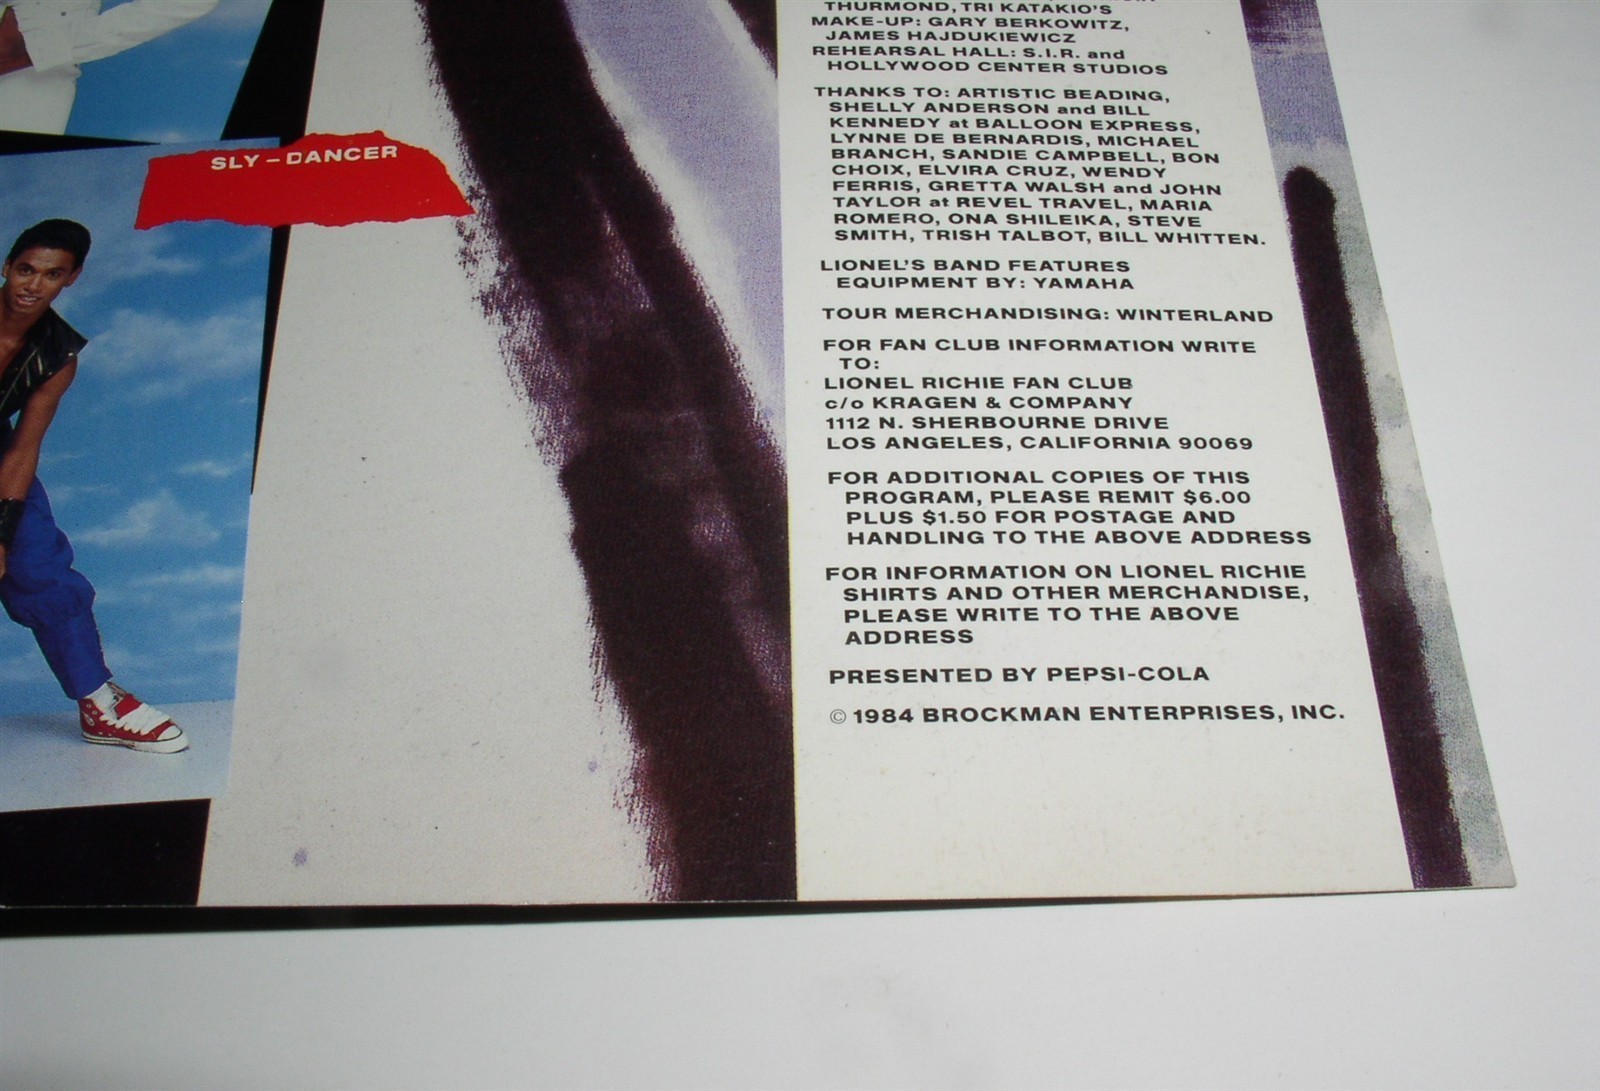 SLY – DANCER
THURMOND, TRI KATAKIO'S
MAKE-UP: GARY BERKOWITZ,
JAMES HAJDUKIEWICZ
REHEARSAL HALL: S.I.R. and
HOLLYWOOD CENTER STUDIOS
THANKS TO: ARTISTIC BEADING,
SHELLY ANDERSON and BILL
KENNEDY at BALLOON EXPRESS,
LYNNE DE BERNARDIS, MICHAEL
BRANCH, SANDIE CAMPBELL, BON
CHOIX, ELVIRA CRUZ, WENDY
FERRIS, GRETTA WALSH and JOHN
TAYLOR at REVEL TRAVEL, MARIA
ROMERO, ONA SHILEIKA, STEVE
SMITH, TRISH TALBOT, BILL WHITTEN.
LIONEL'S BAND FEATURES
EQUIPMENT BY: YAMAHA
TOUR MERCHANDISING: WINTERLAND
FOR FAN CLUB INFORMATION WRITE
TO:
LIONEL RICHIE FAN CLUB
c/o KRAGEN & COMPANY
1112 N. SHERBOURNE DRIVE
LOS ANGELES, CALIFORNIA 90069
FOR ADDITIONAL COPIES OF THIS
PROGRAM, PLEASE REMIT $6.00
PLUS $1.50 FOR POSTAGE AND
HANDLING TO THE ABOVE ADDRESS
FOR INFORMATION ON LIONEL RICHIE
SHIRTS AND OTHER MERCHANDISE,
PLEASE WRITE TO THE ABOVE
ADDRESS
PRESENTED BY PEPSI-COLA
© 1984 BROCKMAN ENTERPRISES, INC.